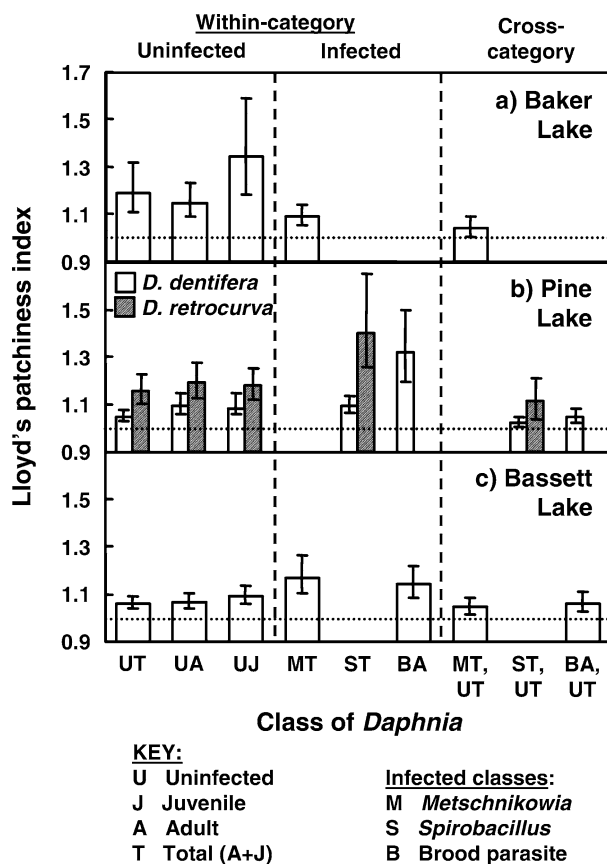 Within-category
Cross-
category
Uninfected
Infected
Lloyd's patchiness index
1.7
1.5
1.3
1.1
0.9
a) Baker
Lake
D. dentifera
D. retrocurva
b) Pine
Lake
1.5
1.3
1.1
0.9
c) Bassett
Lake
1.5
1.3
1.1
0.9
UT UA UJ MT ST BA MT, ST, BA,
UT UT UT
Class of Daphnia
KEY:
U Uninfected
J Juvenile
A Adult
T Total (A+J)
Infected classes:
M Metschnikowia
S Spirobacillus
B Brood parasite